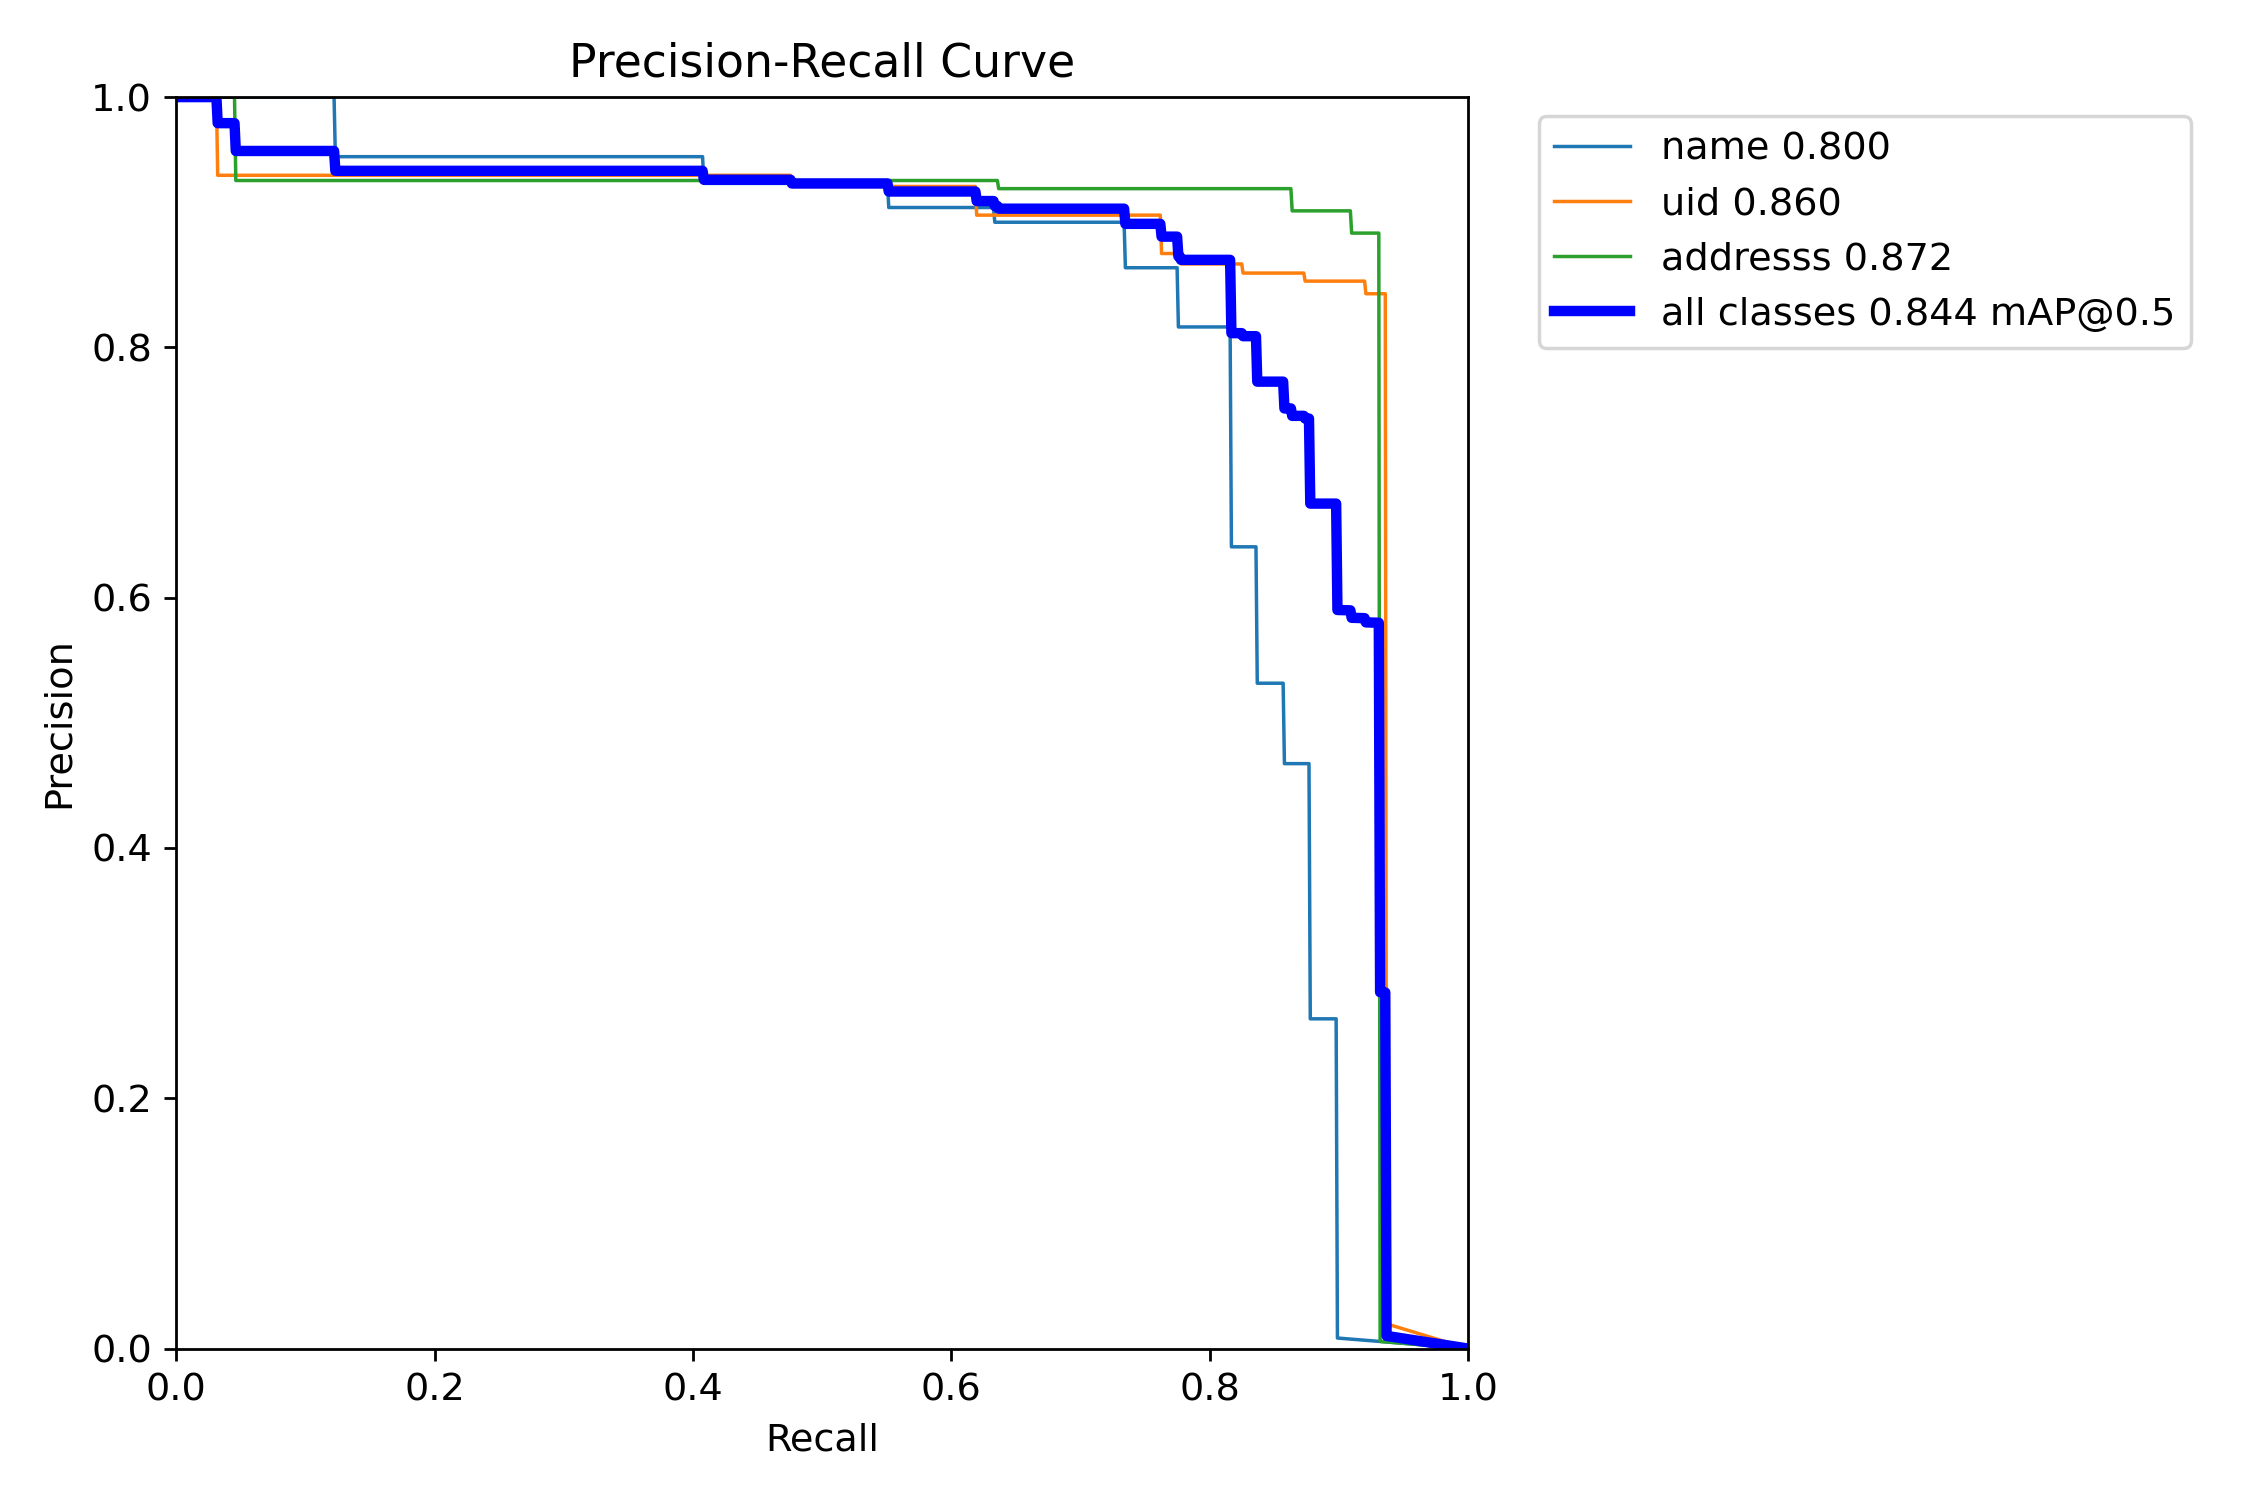 Precision-Recall Curve
1.0
0.8
0.6
0.4
0.2
0.0
Precision
0.0 0.2 0.4 0.6 0.8 1.0
Recall
name 0.800
uid 0.860
addresss 0.872
all classes 0.844 mAP@0.5